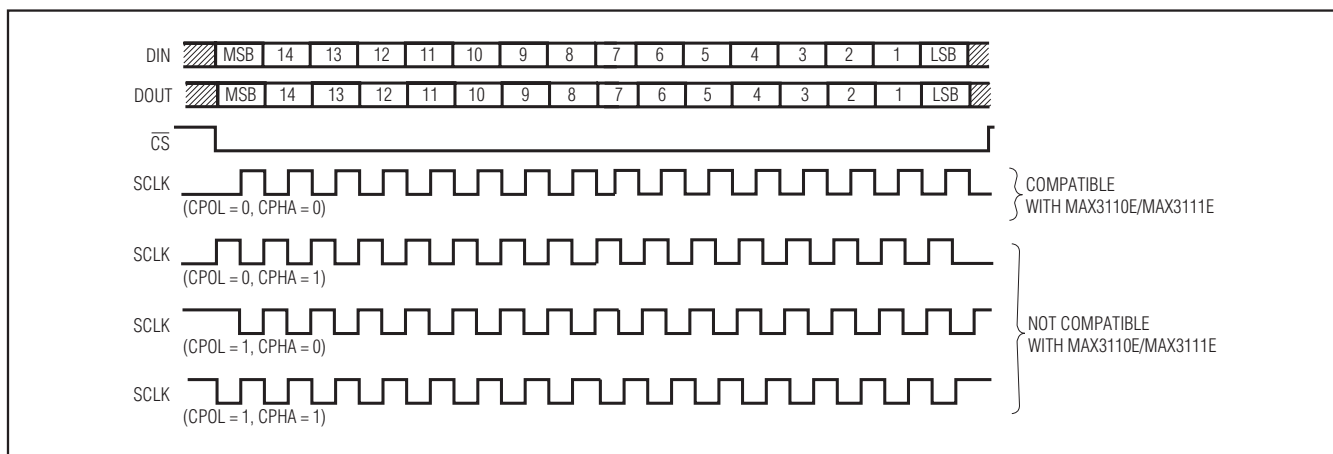 DIN MSB 14 13 12 11 10 9 8 7 6 5 4 3 2 1 LSB
DOUT MSB 14 13 12 11 10 9 8 7 6 5 4 3 2 1 LSB
CS
SCLK
(CPOL = 0, CPHA = 0)
COMPATIBLE
WITH MAX3110E/MAX3111E
SCLK
(CPOL = 0, CPHA = 1)
SCLK
(CPOL = 1, CPHA = 0)
NOT COMPATIBLE
WITH MAX3110E/MAX3111E
SCLK
(CPOL = 1, CPHA = 1)